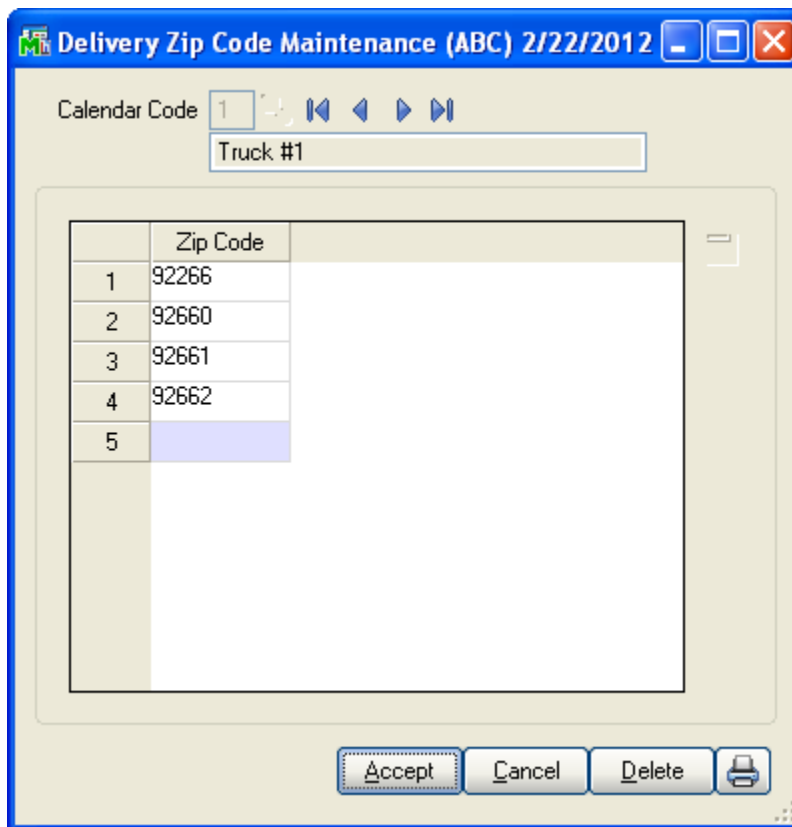 Delivery Zip Code Maintenance (ABC) 2/22/2012
Calendar Code 1
Truck #1
Zip Code
1 92266
2 92660
3 92661
4 92662
5
Accept Cancel Delete